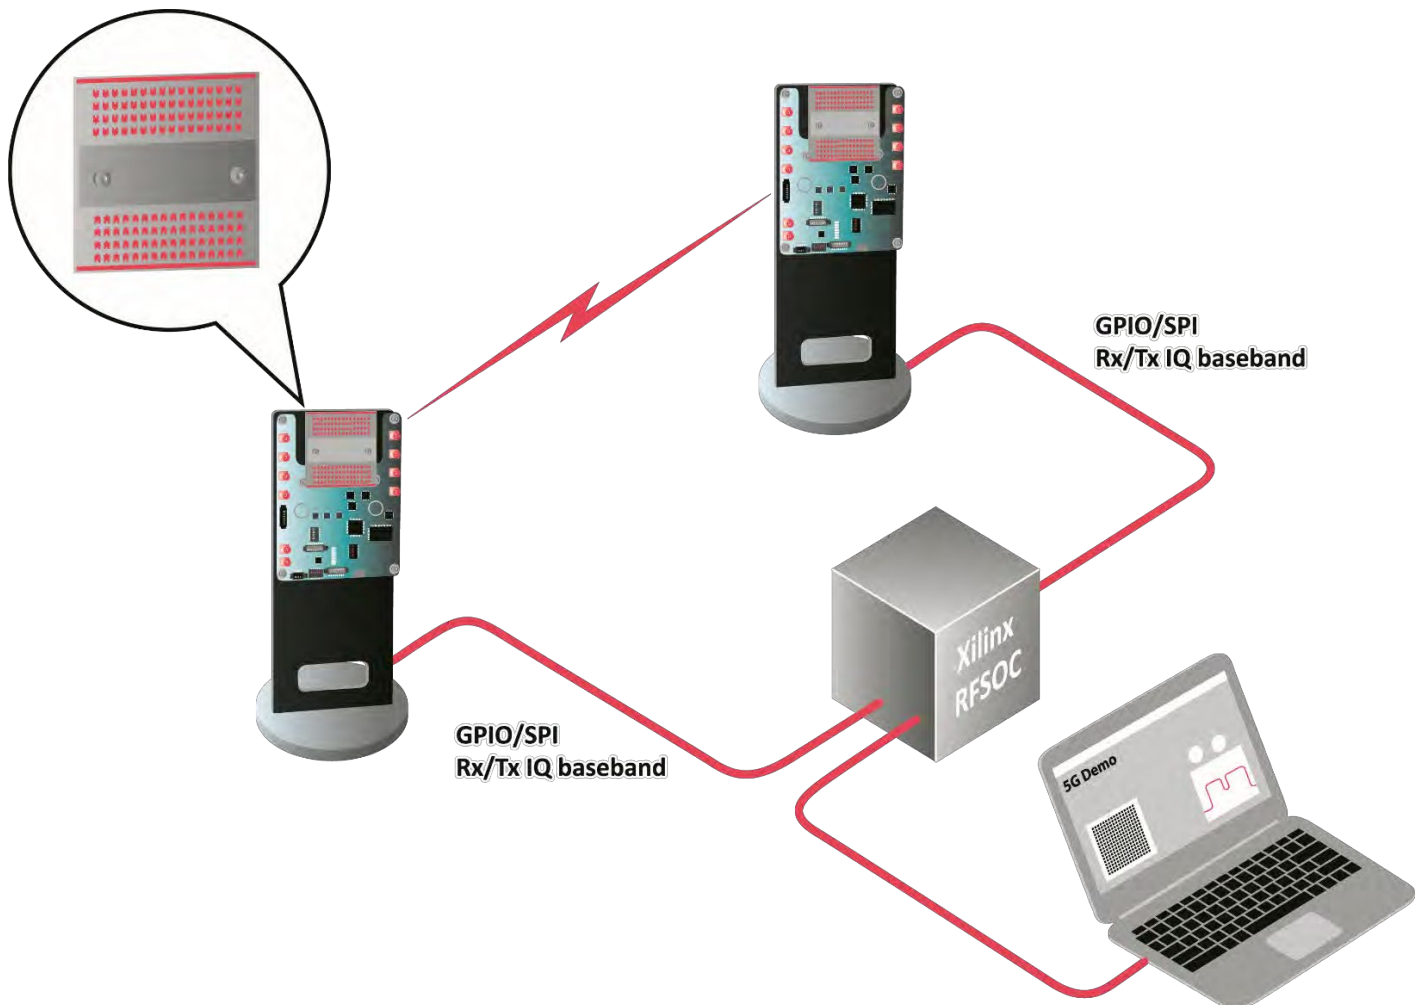 GPIO/SPI
Rx/Tx IQ baseband
Xilinx
RFSOC
GPIO/SPI
Rx/Tx IQ baseband
5G Demo